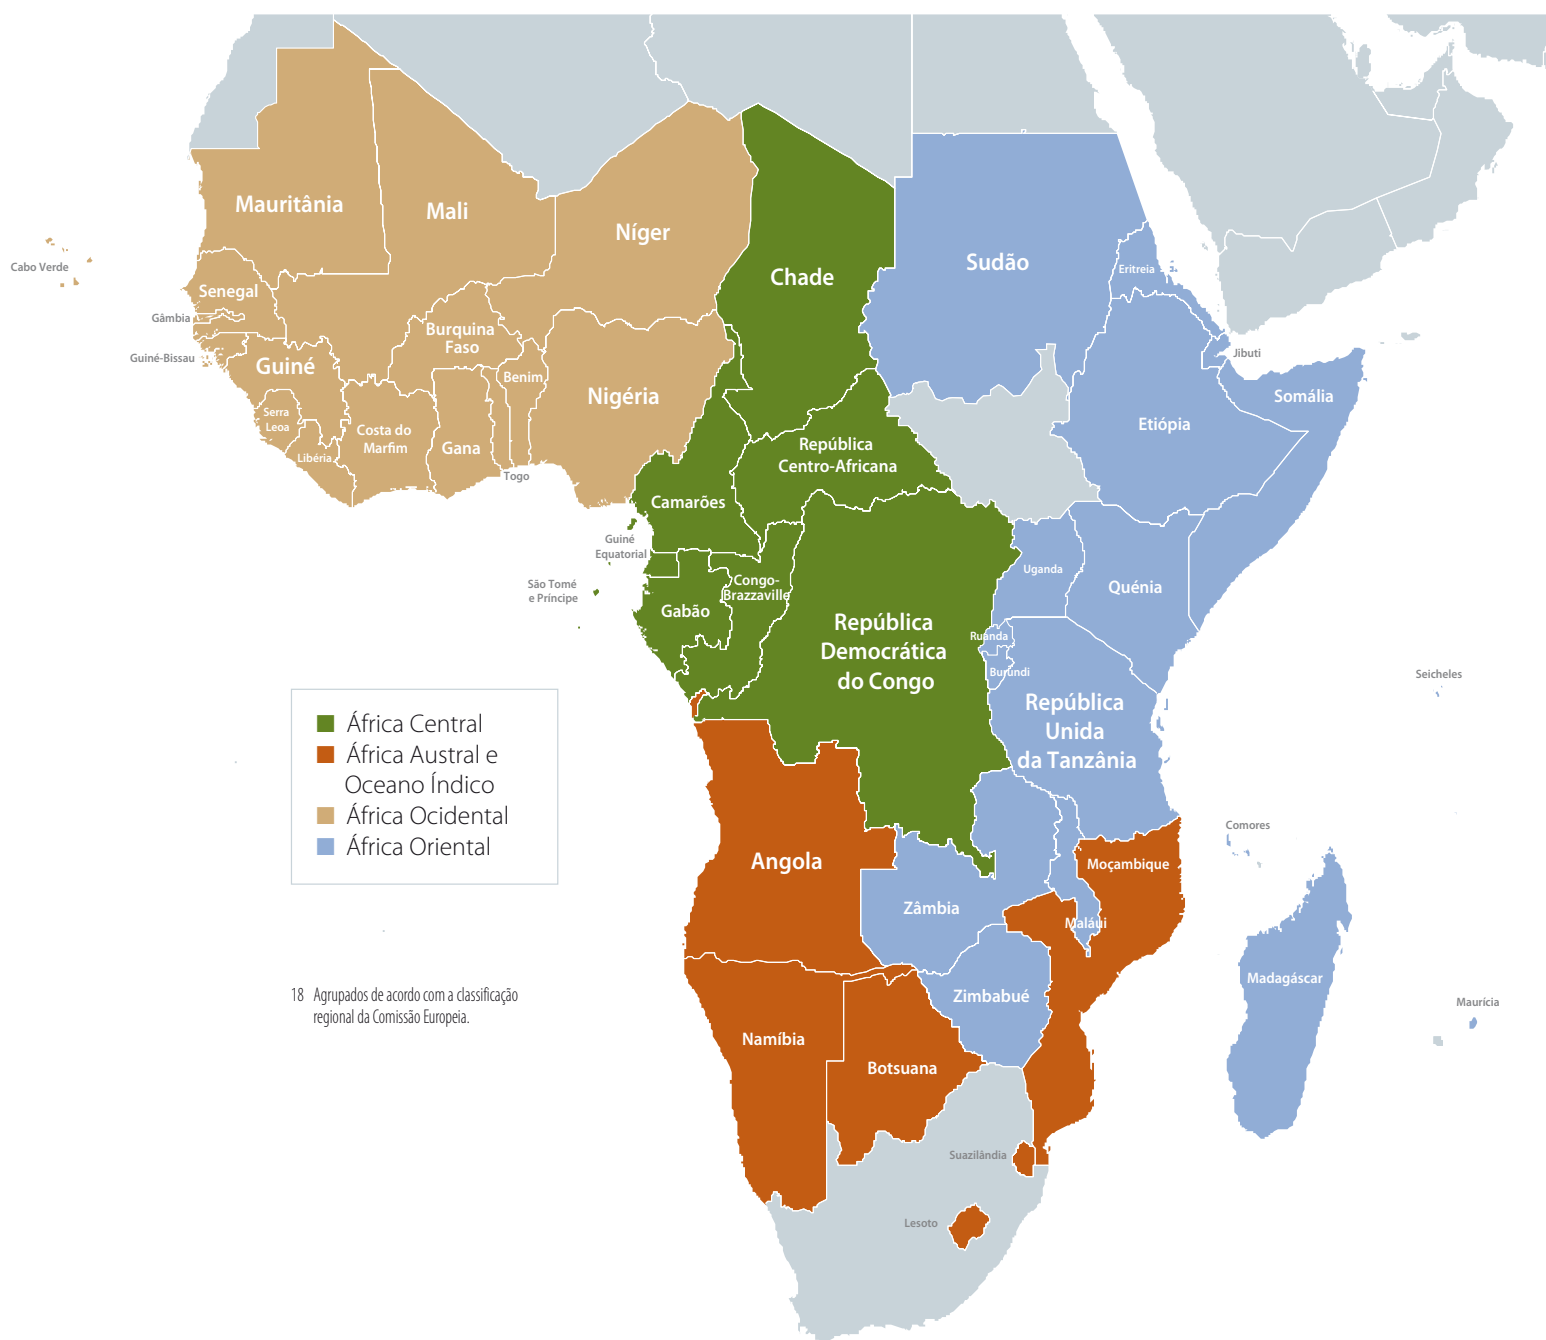 Mauritânia
Mali
Níger
Chade
Sudão
Eritreia
Cabo Verde
Senegal
Gâmbia
Guiné-Bissau
Guiné
Burquina
Faso
Benim
Nigéria
Jibuti
Somália
Etiópia
Serra
Leoa
Libéria
Costa do
Marfim
Gana
Togo
República
Centro-Africana
Camarões
Guiné
Equatorial
São Tomé
e Príncipe
Gabão
Congo-
Brazzaville
República
Democrática
do Congo
Uganda
Quénia
Ruanda
Burundi
República
Unida
da Tanzânia
Seicheles
África Central
África Austral e
Oceano Índico
África Ocidental
África Oriental
Comores
Angola
Moçambique
Zâmbia
Maláui
Madagáscar
Zimbabué
Maurícia
18 Agrupados de acordo com a classificação
regional da Comissão Europeia.
Namíbia
Botsuana
Suazilândia
Lesoto